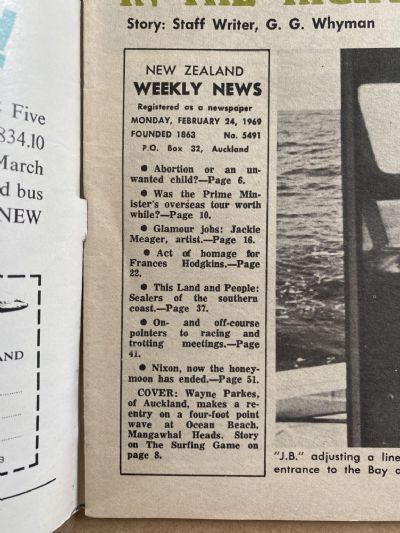 Story: Staff Writer, G. G. Whyman
NEW ZEALAND
WEEKLY NEWS
Registered as a newspaper
MONDAY, FEBRUARY 24, 1969
FOUNDED 1863 No. 5491
P.O. Box 32, Auckland
● Abortion or an un-
wanted child?—Page 6.
● Was the Prime Min-
ister's overseas tour worth
while?—Page 10.
● Glamour jobs: Jackie
Meager, artist.—Page 16.
● Act of homage for
Frances Hodgkins.—Page
22.
● This Land and People:
Sealers of the southern
coast.—Page 37.
● On- and off-course
pointers to racing and
trotting meetings.—Page
41.
● Nixon, now the honey-
moon has ended.—Page 51.
COVER: Wayne Parkes,
of Auckland, makes a re-
entry on a four-foot point
wave at Ocean Beach,
Mangawhai Heads. Story
on The Surfing Game on
page 8.
"J.B." adjusting a line
entrance to the Bay
Five
834.10
March
bus
NEW